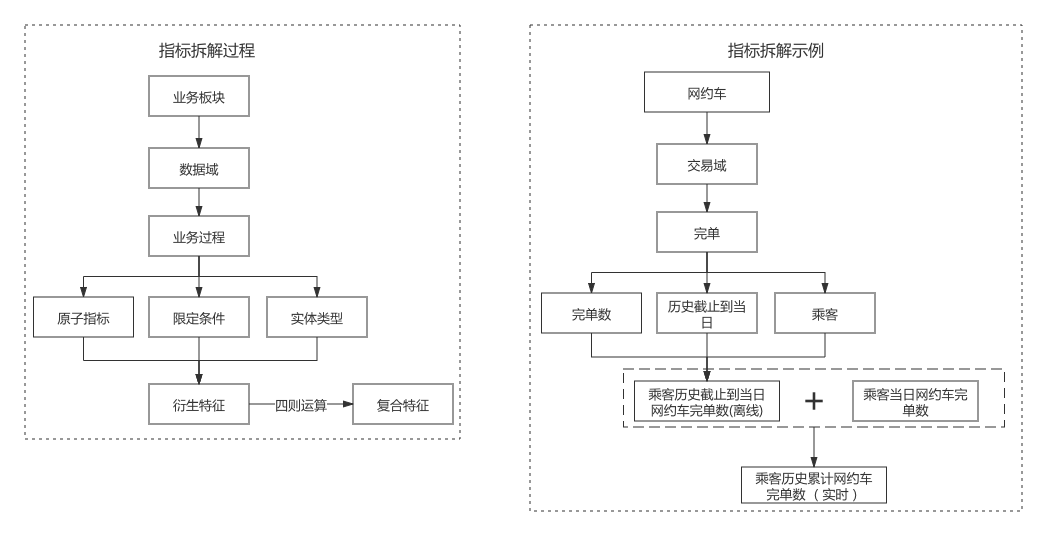 指标拆解过程
业务板块
数据域
业务过程
原子指标
限定条件
实体类型
衍生特征
四则运算
复合特征
指标拆解示例
网约车
交易域
完单
完单数
历史截止到当
日
乘客
乘客历史截止到当日
网约车完单数(离线)
+
乘客当日网约车完
单数
乘客历史累计网约车
完单数（实时）